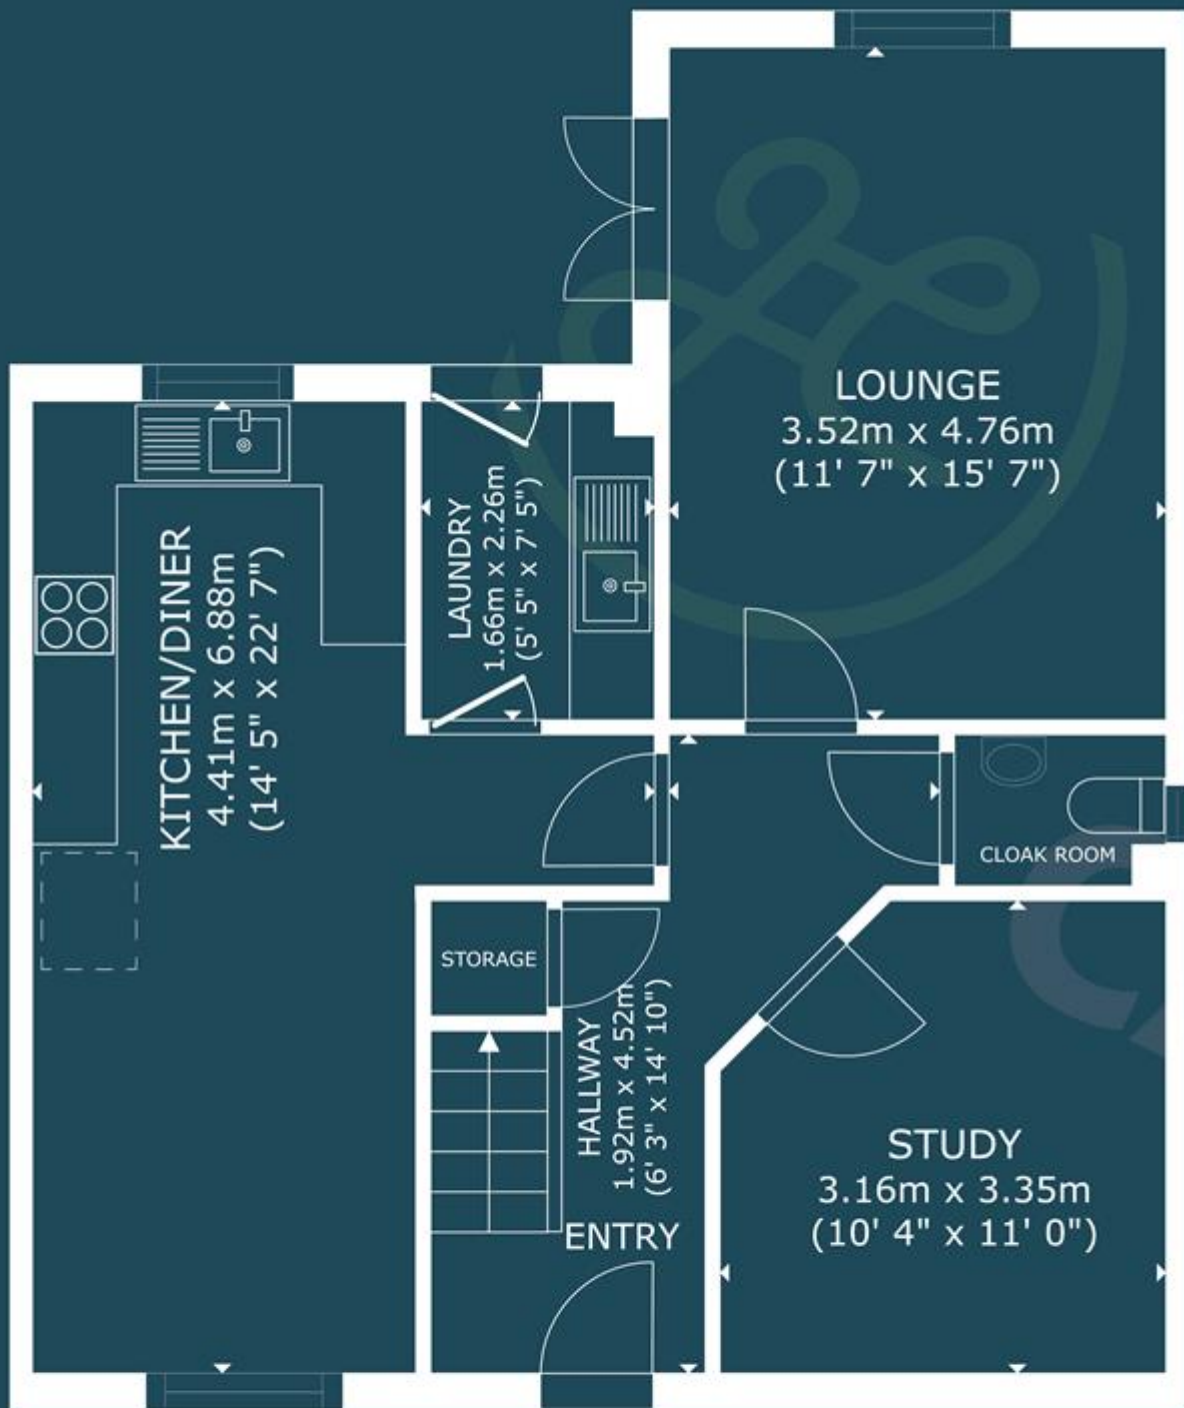 LOUNGE
3.52m x 4.76m
(11' 7" x 15' 7")
KITCHEN/DINER
4.41m x 6.88m
(14' 5" x 22' 7")
LAUNDRY
1.66m x 2.26m
(5' 5" x 7' 5")
CLOAK ROOM
STORAGE
HALLWAY
1.92m x 4.52m
(6' 3" x 14' 10")
ENTRY
STUDY
3.16m x 3.35m
(10' 4" x 11' 0")